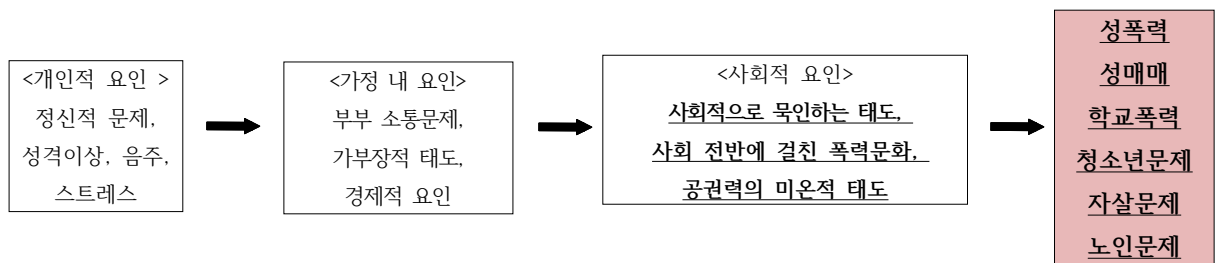 <개인적 요인 >
정신적 문제,
성격이상, 음주,
스트레스
<가정 내 요인>
부부 소통문제,
가부장적 태도,
경제적 요인
<사회적 요인>
사회적으로 묵인하는 태도,
사회 전반에 걸친 폭력문화,
공권력의 미온적 태도
성폭력
성매매
학교폭력
청소년문제
자살문제
노인문제